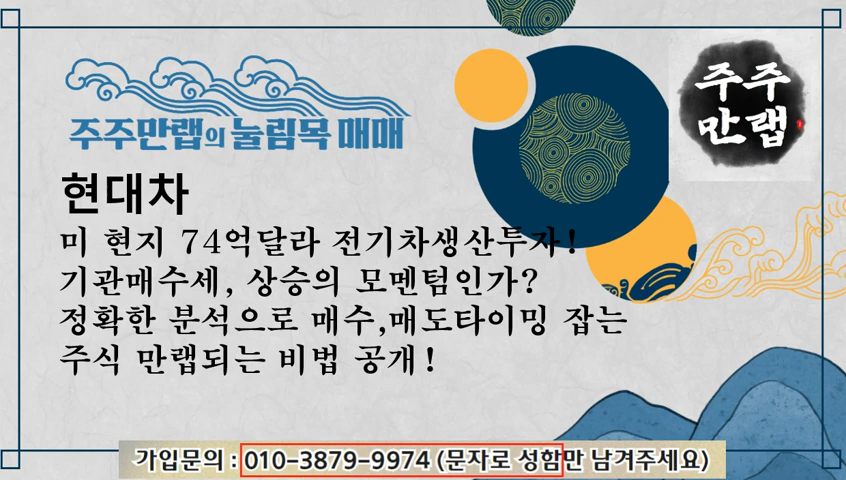 주주만랩의 눌림목 매매
주주
만랩
현대차
미 현지 74억달라 전기차생산투자!
기관매수세, 상승의 모멘텀인가?
정확한 분석으로 매수,매도타이밍 잡는
주식 만랩되는 비법 공개!
가입문의 : 010-3879-9974 (문자로 성함만 남겨주세요)